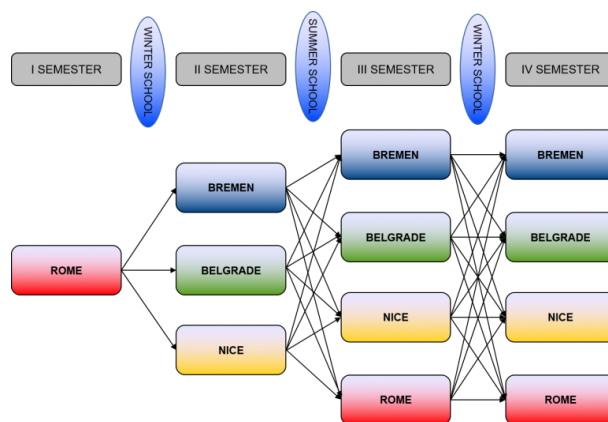 I SEMESTER
WINTER SCHOOL
II SEMESTER
SUMMER SCHOOL
III SEMESTER
WINTER SCHOOL
IV SEMESTER
BREMEN
BREMEN
BREMEN
ROME
BELGRADE
BELGRADE
BELGRADE
NICE
NICE
NICE
ROME
ROME